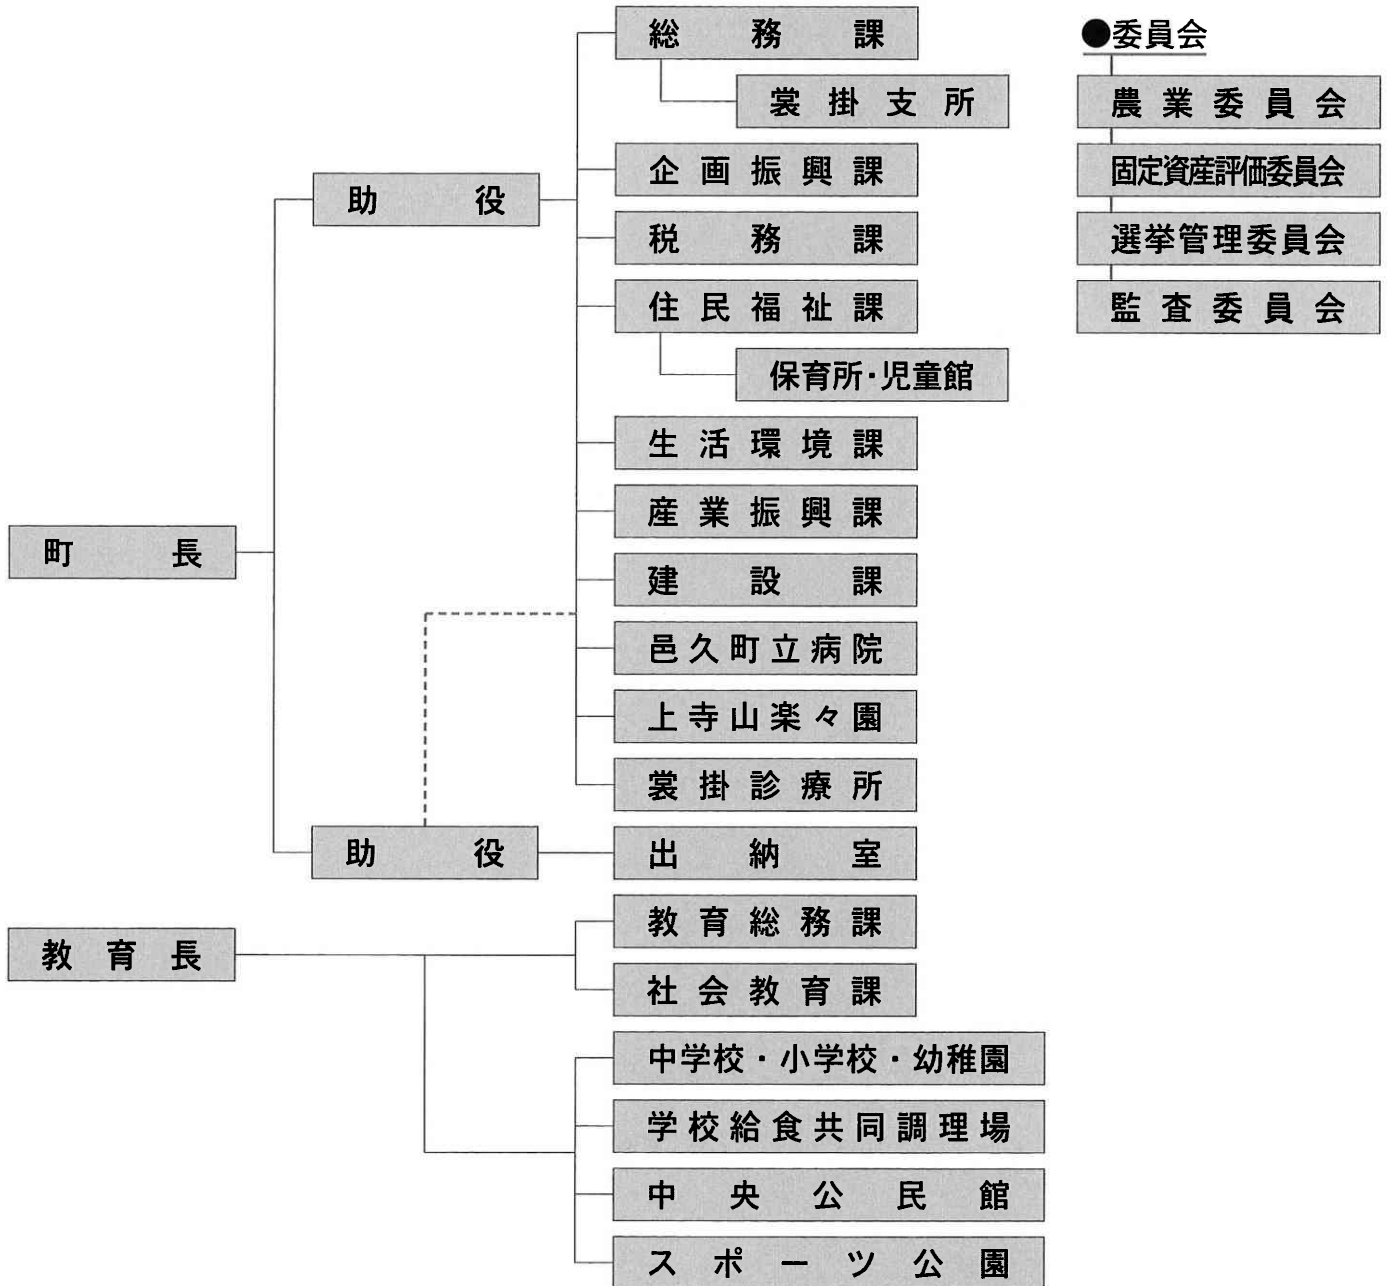 町長
助役
総務課
裳掛支所
企画振興課
税務課
住民福祉課
保育所・児童館
生活環境課
産業振興課
建設課
邑久町立病院
上寺山楽々園
裳掛診療所
助役
出納室
教育長
教育総務課
社会教育課
中学校・小学校・幼稚園
学校給食共同調理場
中央公民館
スポーツ公園
●委員会
農業委員会
固定資産評価委員会
選挙管理委員会
監査委員会